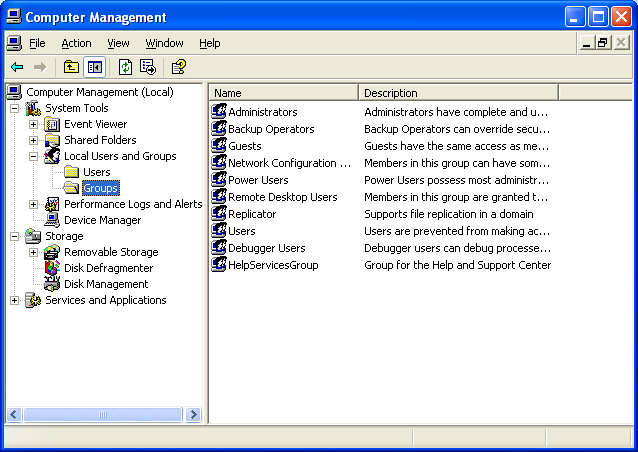 Computer Management
File Action View Window Help
Computer Management (Local)
System Tools
Event Viewer
Shared Folders
Local Users and Groups
Users
Groups
Performance Logs and Alerts
Device Manager
Storage
Removable Storage
Disk Defragmenter
Disk Management
Services and Applications
Name Description
Administrators Administrators have complete and u...
Backup Operators Backup Operators can override secu...
Guests Guests have the same access as me...
Network Configuration ... Members in this group can have som...
Power Users Power Users possess most administr...
Remote Desktop Users Members in this group are granted t...
Replicator Supports file replication in a domain
Users Users are prevented from making ac...
Debugger Users Debugger users can debug processe...
HelpServicesGroup Group for the Help and Support Center